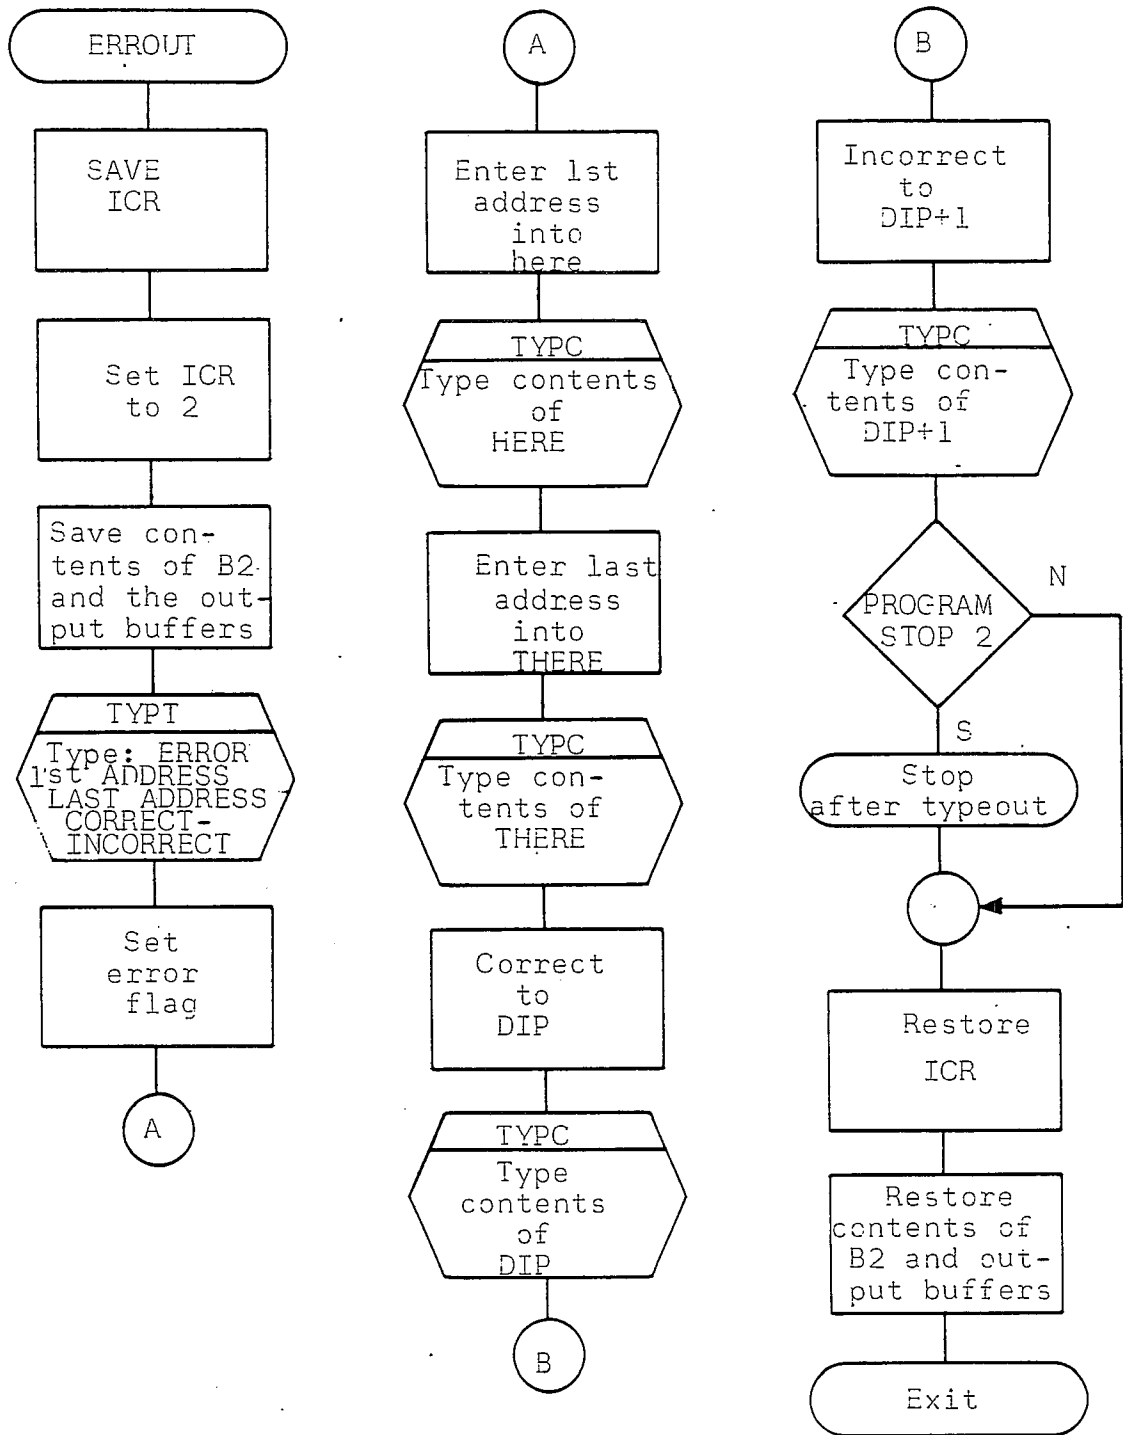 ERROUT
SAVE
ICR
Set ICR
to 2
Save con-
tents of B2
and the out-
put buffers
TYPT
Type: ERROR
1st ADDRESS
LAST ADDRESS
CORRECT-
INCORRECT
Set
error
flag
A
A
Enter 1st
address
into
here
TYPC
Type contents
of
HERE
Enter last
address
into
THERE
TYPC
Type con-
tents of
THERE
Correct
to
DIP
TYPC
Type
contents
of
DIP
B
B
Incorrect
to
DIP+1
TYPC
Type con-
tents of
DIP+1
PROGRAM
STOP 2
N
S
Stop
after typeout
Restore
ICR
Restore
contents of
B2 and out-
put buffers
Exit